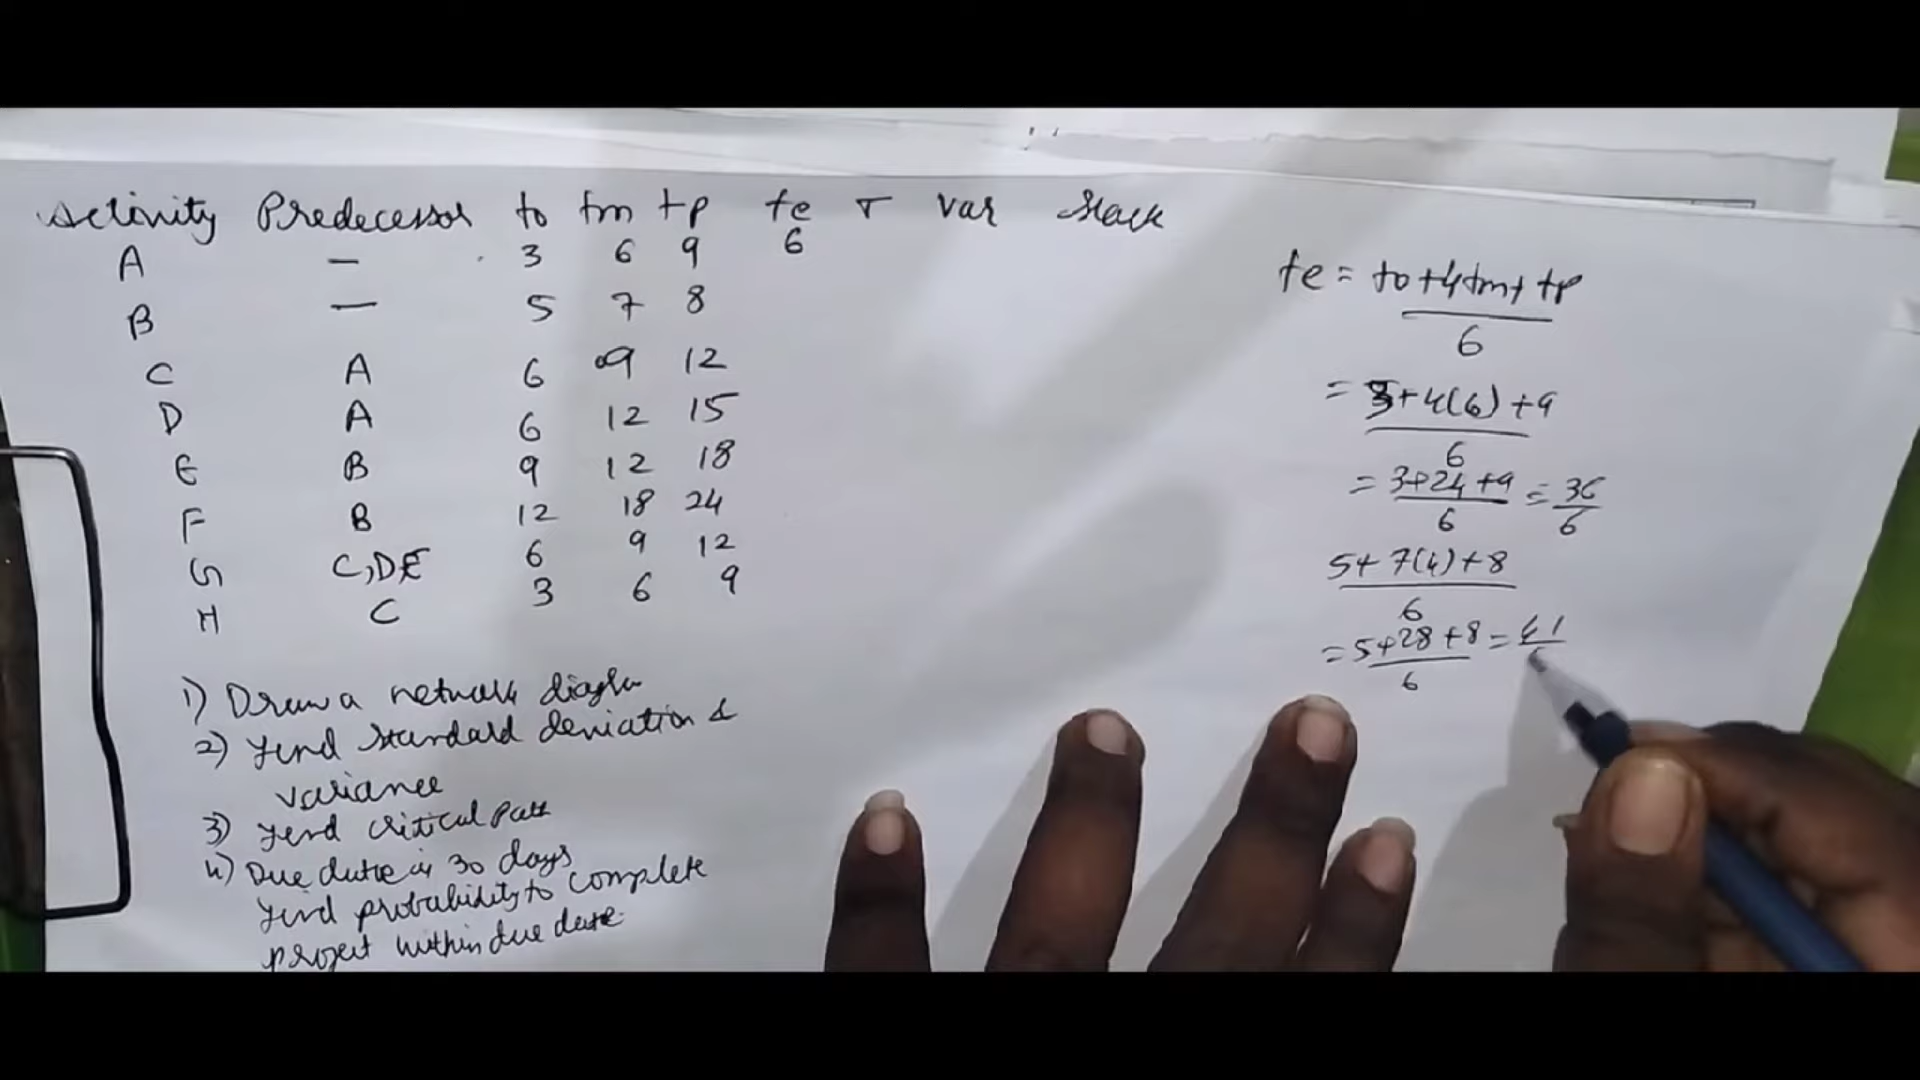 Activity Predecessor to tm tp te σ var slack
A — 3 6 9 6
B — 5 7 8
C A 6 9 12
D A 6 12 15
E B 9 12 18
F B 12 18 24
G C,D,E 6 9 12
H C 3 6 9
1) Draw a network diagra
2) Find standard deviation &
variance
3) Find critical path
4) Due date is 30 days
find probability to complete
project within due date.
te = to+4tm+tp
6
= 3+4(6)+9
6
= 3+24+9 = 36
6 6
5+7(4)+8
6
= 5+28+8 = 41
6